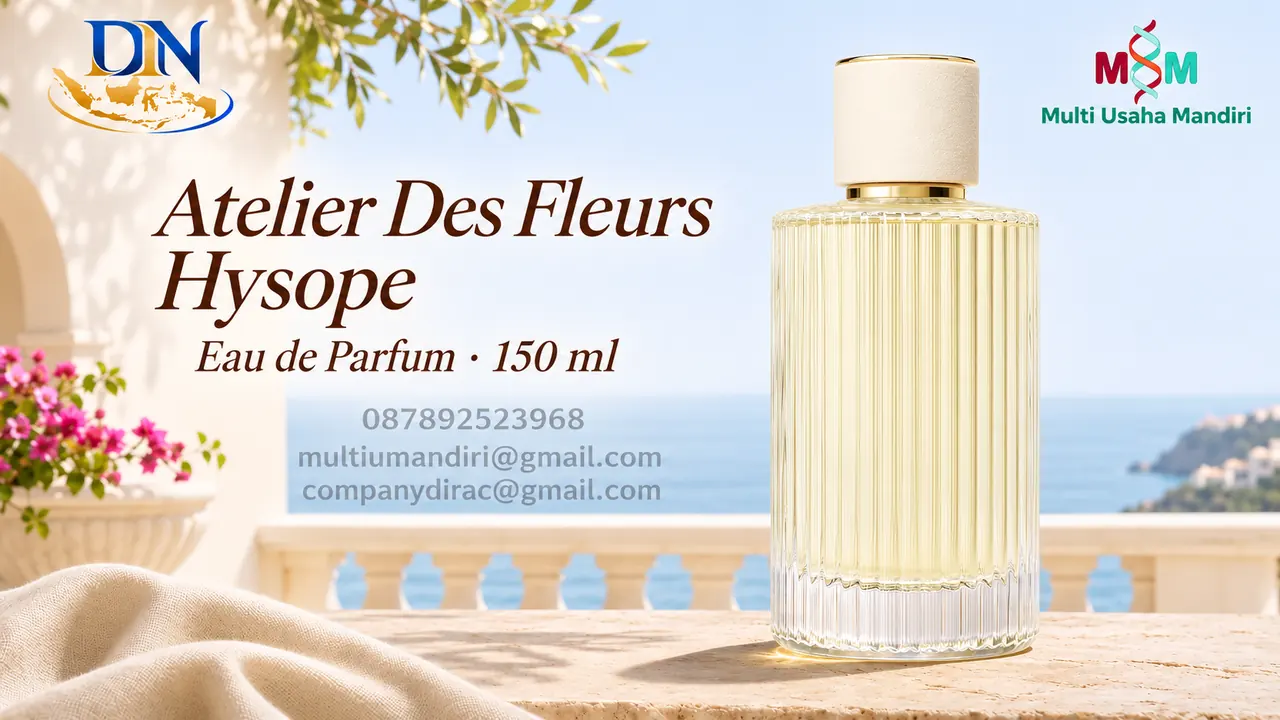 DIN
MSM
Multi Usaha Mandiri
Atelier Des Fleurs
Hysope
Eau de Parfum · 150 ml
087892523968
multiumandiri@gmail.com
companydirac@gmail.com